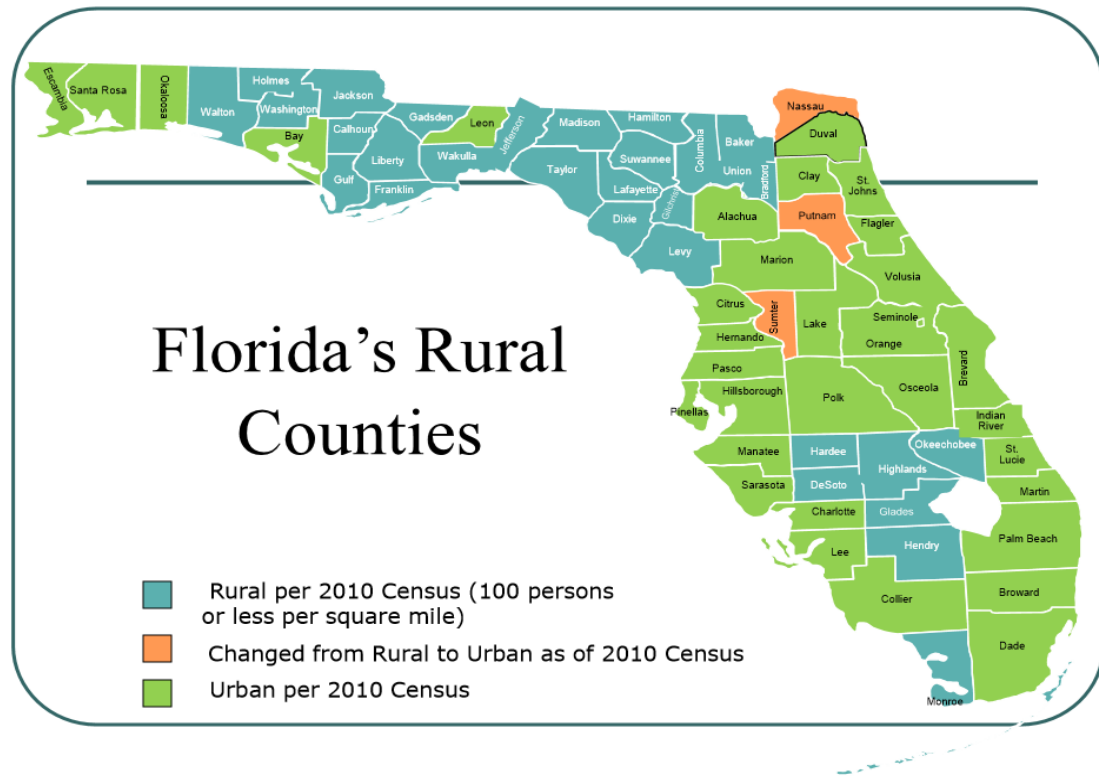 Escambia
Santa Rosa
Okaloosa
Walton
Holmes
Washington
Jackson
Bay
Calhoun
Gulf
Liberty
Franklin
Gadsden
Leon
Wakulla
Jefferson
Madison
Taylor
Hamilton
Suwannee
Lafayette
Dixie
Gilchrist
Columbia
Baker
Union
Bradford
Nassau
Duval
Clay
St.
Johns
Putnam
Flagler
Alachua
Levy
Marion
Volusia
Citrus
Sumter
Lake
Hernando
Seminole
Orange
Brevard
Pasco
Hillsborough
Pinellas
Polk
Osceola
Indian
River
Manatee
Hardee
Highlands
Okeechobee
St.
Lucie
Sarasota
DeSoto
Martin
Charlotte
Glades
Lee
Hendry
Palm Beach
Collier
Broward
Dade
Monroe
Florida’s Rural
Counties
Rural per 2010 Census (100 persons
or less per square mile)
Changed from Rural to Urban as of 2010 Census
Urban per 2010 Census